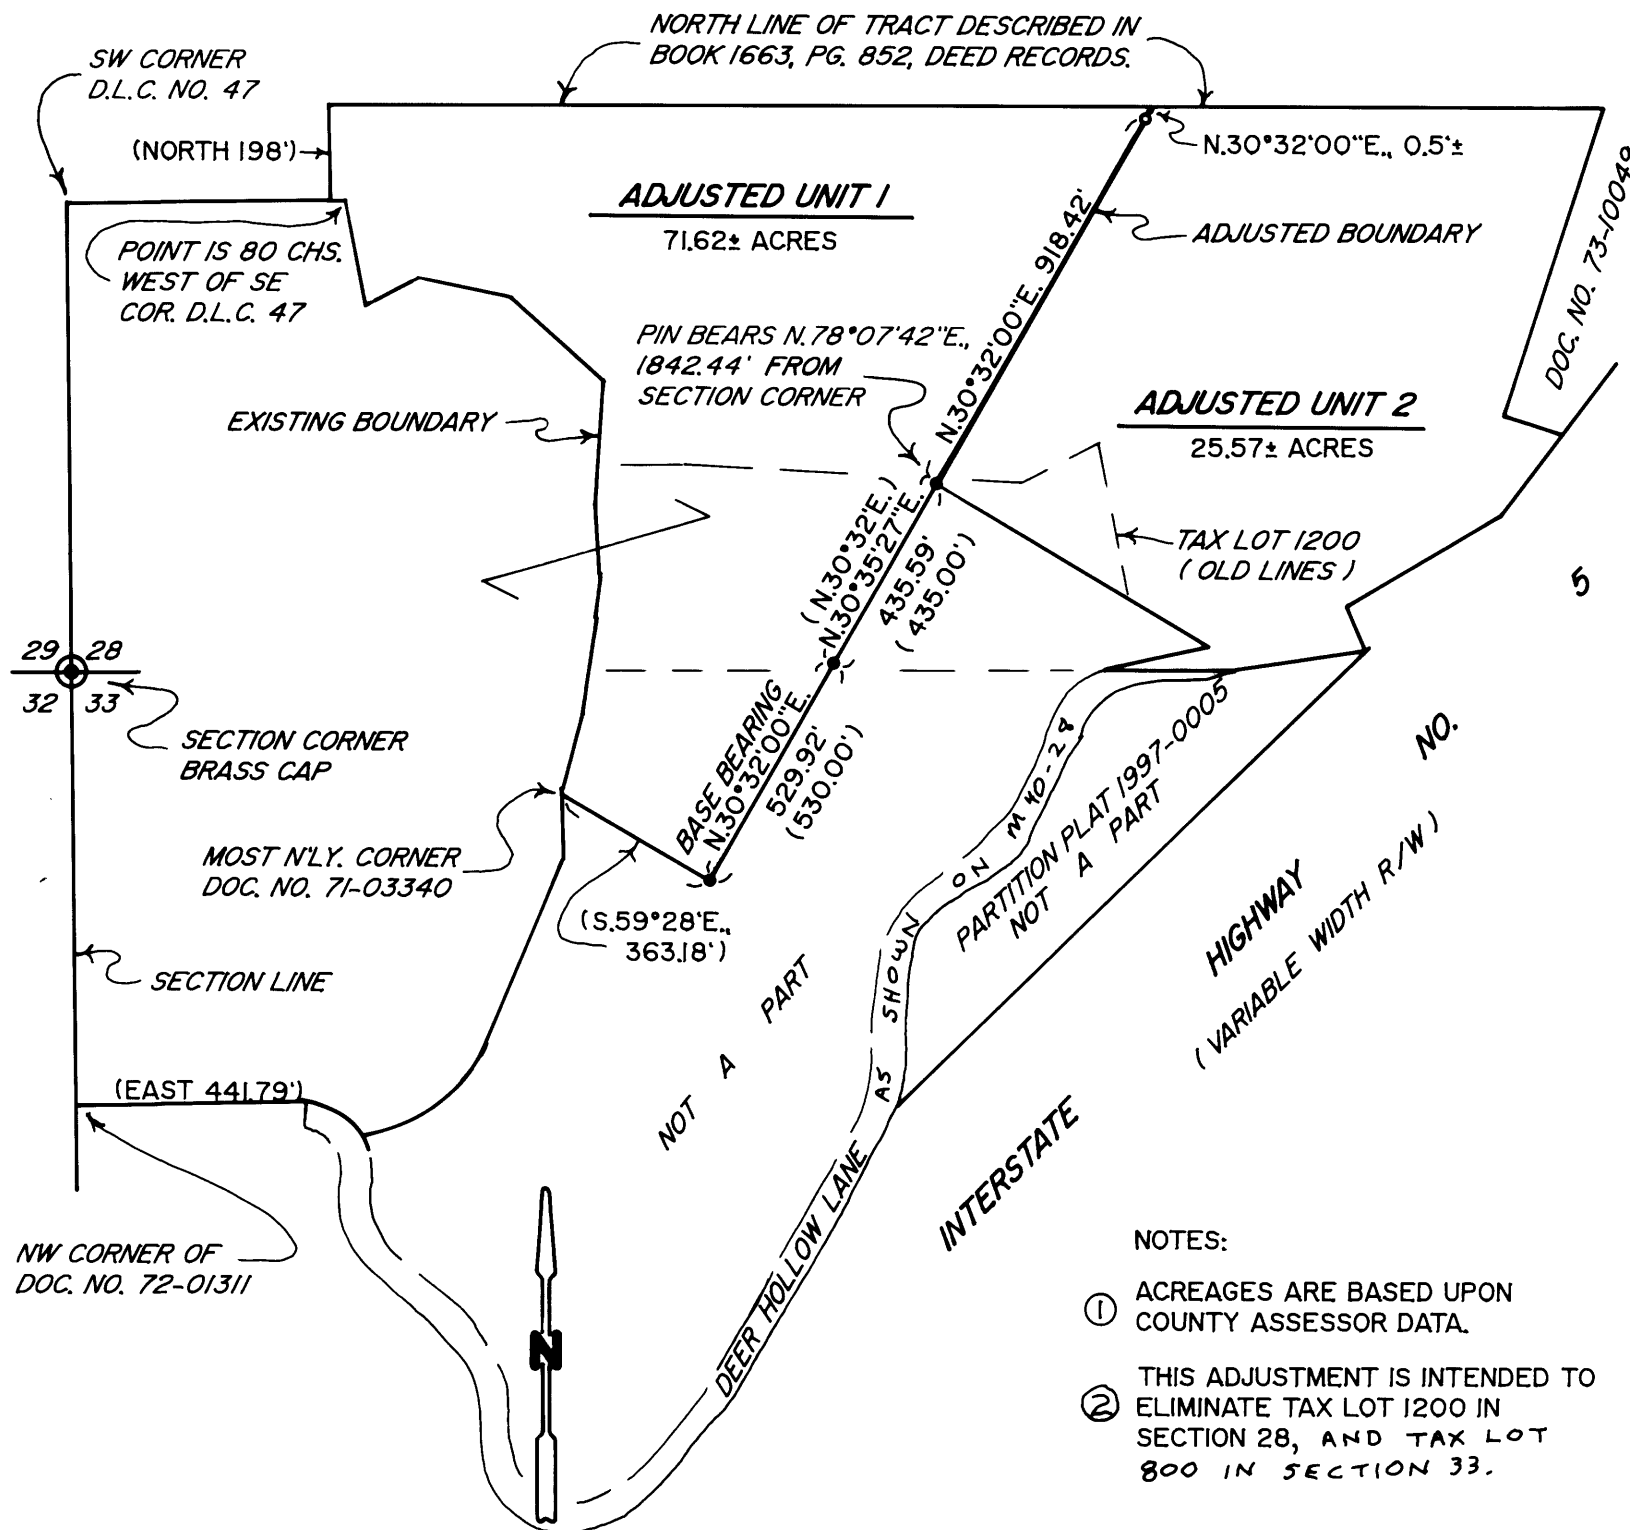 NORTH LINE OF TRACT DESCRIBED IN
BOOK 1663, PG. 852, DEED RECORDS.
SW CORNER
D.L.C. NO. 47
(NORTH 198')
N.30°32'00"E., 0.5'±
ADJUSTED UNIT 1
71.62± ACRES
ADJUSTED BOUNDARY
DOC. NO. 73-10049
POINT IS 80 CHS.
WEST OF SE
COR. D.L.C. 47
N.30°32'00"E. 918.42'
PIN BEARS N.78°07'42"E.,
1842.44' FROM
SECTION CORNER
EXISTING BOUNDARY
ADJUSTED UNIT 2
25.57± ACRES
(N.30°32'E.)
N.30°35'27"E.
435.59'
(435.00')
TAX LOT 1200
(OLD LINES)
29 28
32 33
SECTION CORNER
BRASS CAP
BASE BEARING
N.30°32'00"E.
529.92'
(530.00')
MOST N'LY. CORNER
DOC. NO. 71-03340
(S.59°28'E.,
363.18')
SECTION LINE
(EAST 441.79')
NW CORNER OF
DOC. NO. 72-01311
NOT A PART
DEER HOLLOW LANE AS SHOWN ON M40-28
PARTITION PLAT 1997-0005
NOT A PART
INTERSTATE HIGHWAY NO. 5
(VARIABLE WIDTH R/W)
N
NOTES:
1 ACREAGES ARE BASED UPON
COUNTY ASSESSOR DATA.
2 THIS ADJUSTMENT IS INTENDED TO
ELIMINATE TAX LOT 1200 IN
SECTION 28, AND TAX LOT
800 IN SECTION 33.